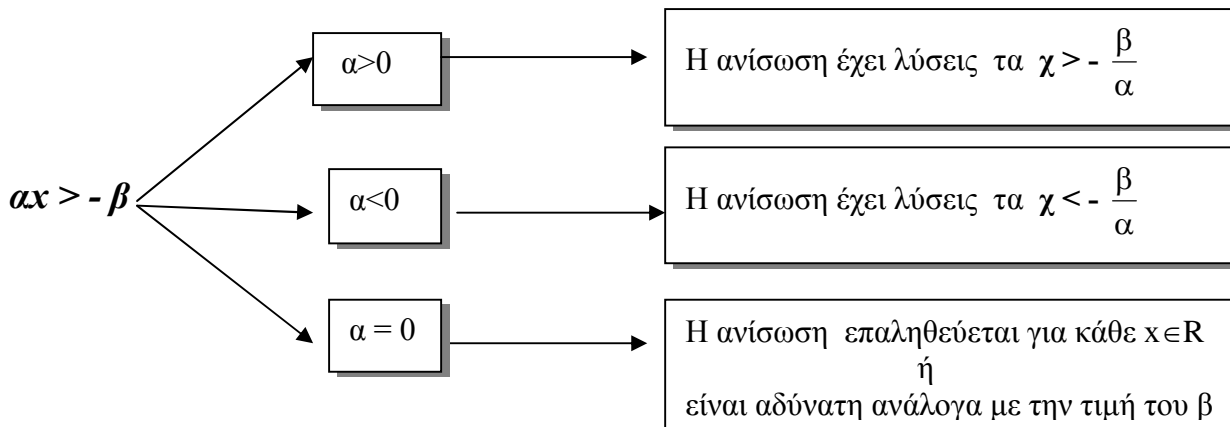 α>0
Η ανίσωση έχει λύσεις τα χ > - β/α
αx > - β
α<0
Η ανίσωση έχει λύσεις τα χ < - β/α
α = 0
Η ανίσωση επαληθεύεται για κάθε x∈R
ή
είναι αδύνατη ανάλογα με την τιμή του β